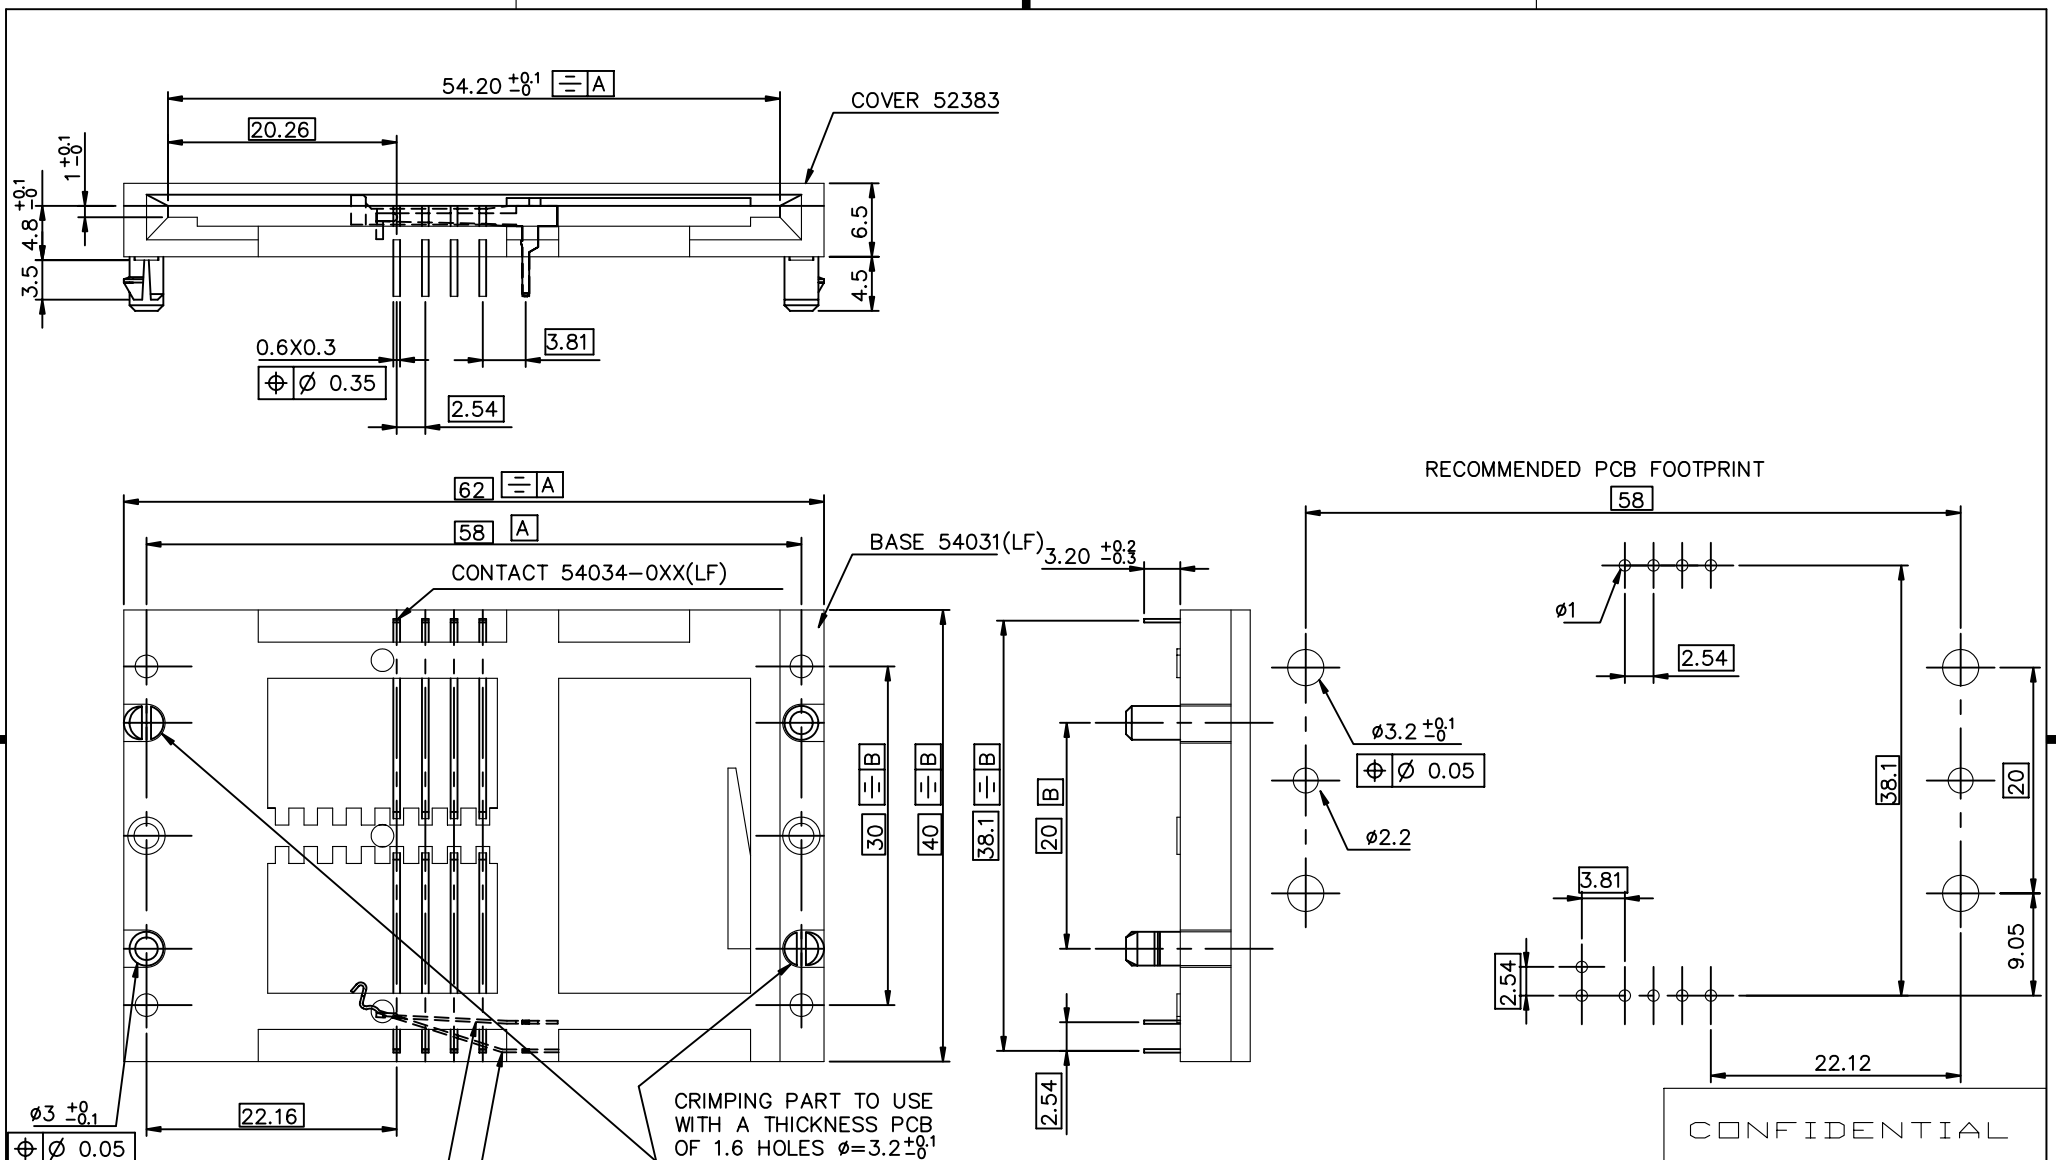 54.20 +0.1 -0 A
20.26
COVER 52383
1 +0.1 -0
4.8 +0.1 -0
3.5
6.5
4.5
0.6X0.3
Ø 0.35
3.81
2.54
62 A
58 A
BASE 54031(LF)
CONTACT 54034-0XX(LF)
30 B
40 B
38.1 B
20 B
3.20 +0.2 -0.3
2.54
ø3 +0 -0.1
Ø 0.05
22.16
CRIMPING PART TO USE
WITH A THICKNESS PCB
OF 1.6 HOLES ø=3.2 +0.1 -0
RECOMMENDED PCB FOOTPRINT
58
ø1
2.54
ø3.2 +0.1 -0
Ø 0.05
ø2.2
38.1
20
3.81
2.54
9.05
22.12
CONFIDENTIAL